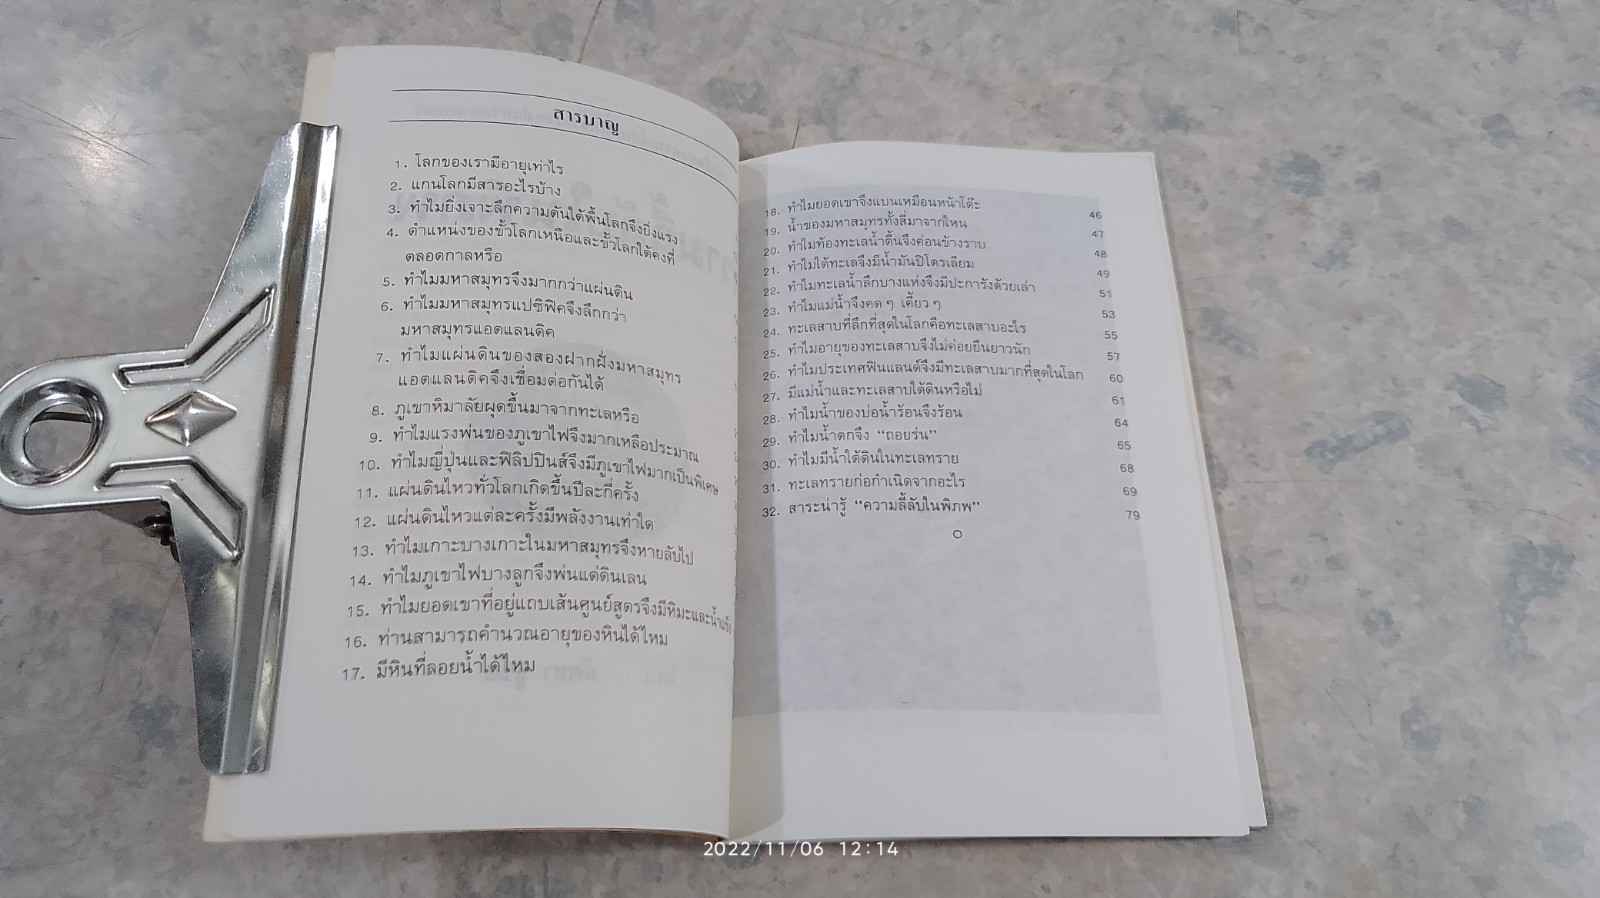 สารบาญ
1. โลกของเรามีอายุเท่าไร
2. แกนโลกมีสารอะไรบ้าง
3. ทำไมยิ่งเจาะลึกความดันใต้พื้นโลกจึงยิ่งแรง
4. ตำแหน่งของขั้วโลกเหนือและขั้วโลกใต้คงที่
ตลอดกาลหรือ
5. ทำไมมหาสมุทรจึงมากกว่าแผ่นดิน
6. ทำไมมหาสมุทรแปซิฟิคจึงลึกกว่า
มหาสมุทรแอตแลนติค
7. ทำไมแผ่นดินของสองฝากฝั่งมหาสมุทร
แอตแลนติคจึงเชื่อมต่อกันได้
8. ภูเขาหิมาลัยผุดขึ้นมาจากทะเลหรือ
9. ทำไมแรงพ่นของภูเขาไฟจึงมากเหลือประมาณ
10. ทำไมญี่ปุ่นและฟิลิปปินส์จึงมีภูเขาไฟมากเป็นพิเศษ
11. แผ่นดินไหวทั่วโลกเกิดขึ้นปีละกี่ครั้ง
12. แผ่นดินไหวแต่ละครั้งมีพลังงานเท่าใด
13. ทำไมเกาะบางเกาะในมหาสมุทรจึงหายลับไป
14. ทำไมภูเขาไฟบางลูกจึงพ่นแต่ดินเลน
15. ทำไมยอดเขาที่อยู่แถบเส้นศูนย์สูตรจึงมีหิมะและน้ำแข็ง
16. ท่านสามารถคำนวณอายุของหินได้ไหม
17. มีหินที่ลอยน้ำได้ไหม
18. ทำไมยอดเขาจึงแบนเหมือนหน้าโต๊ะ 46
19. น้ำของมหาสมุทรทั้งสี่มาจากไหน 47
20. ทำไมท้องทะเลน้ำตื้นจึงค่อนข้างราบ 48
21. ทำไมใต้ทะเลจึงมีน้ำมันปิโตรเลียม 49
22. ทำไมทะเลน้ำลึกบางแห่งจึงมีปะการังด้วยเล่า 51
23. ทำไมแม่น้ำจึงคด ๆ เคี้ยว ๆ 53
24. ทะเลสาบที่ลึกที่สุดในโลกคือทะเลสาบอะไร 55
25. ทำไมอายุของทะเลสาบจึงไม่ค่อยยืนยาวนัก 57
26. ทำไมประเทศฟินแลนด์จึงมีทะเลสาบมากที่สุดในโลก 60
27. มีแม่น้ำและทะเลสาบใต้ดินหรือไม่ 61
28. ทำไมน้ำของบ่อน้ำร้อนจึงร้อน 64
29. ทำไมน้ำตกจึง “ถอยร่น” 65
30. ทำไมมีน้ำใต้ดินในทะเลทราย 68
31. ทะเลทรายก่อกำเนิดจากอะไร 69
32. สาระน่ารู้ “ความลี้ลับในพิภพ” 79
2022/11/06 12:14